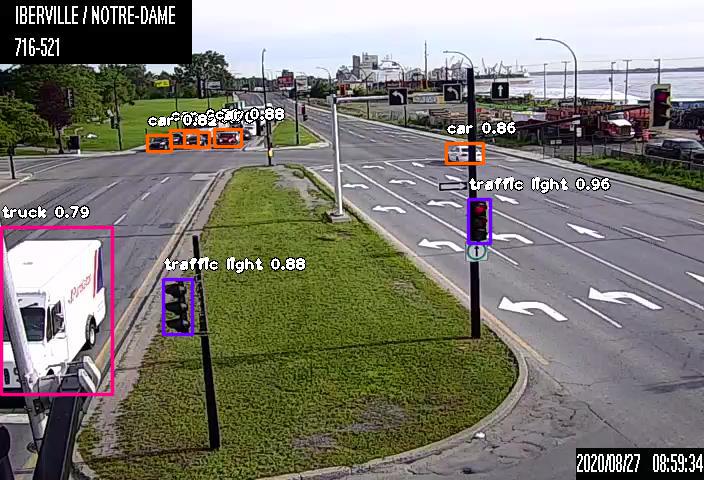 IBERVILLE / NOTRE-DAME
716-521
car 0.88
car 0.86
traffic light 0.96
truck 0.79
traffic light 0.88
2020/08/27 08:59:34